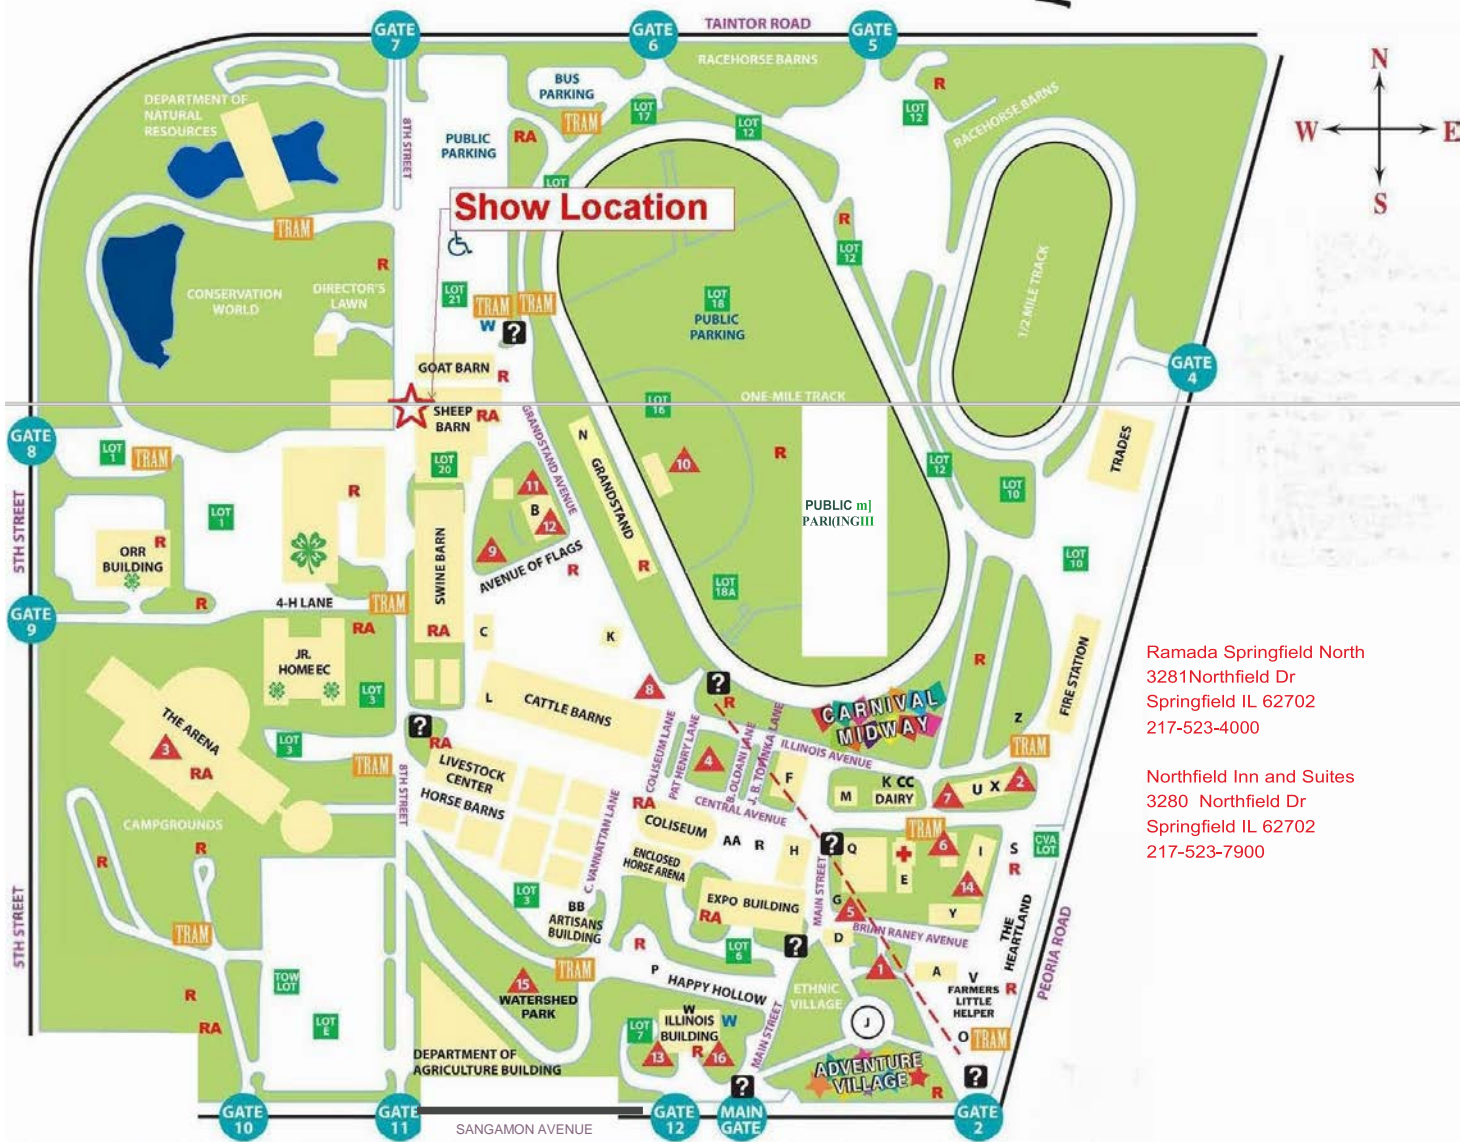 TAINTOR ROAD
GATE
7
GATE
6
GATE
5
RACEHORSE BARNS
BUS
PARKING
R
N
W
E
S
DEPARTMENT OF
NATURAL
RESOURCES
LOT
17
LOT
12
LOT
12
RACEHORSE BARNS
TRAM
RA
PUBLIC
PARKING
8TH STREET
LOT
Show Location
R
LOT
12
TRAM
R
CONSERVATION
WORLD
DIRECTOR'S
LAWN
LOT
21
TRAM
TRAM
W
?
LOT
18
PUBLIC
PARKING
1/2 MILE TRACK
GATE
4
GOAT BARN
R
ONE-MILE TRACK
LOT
16
SHEEP
BARN
RA
GRANDSTAND AVENUE
GATE
8
LOT
1
TRAM
LOT
20
N
GRANDSTAND
10
R
LOT
12
LOT
10
TRADES
5TH STREET
LOT
1
R
11
B
12
9
AVENUE OF FLAGS
R
R
PUBLIC m]
PARI(INGIII
ORR
BUILDING
R
H H
H H
SWINE BARN
LOT
10
LOT
18A
GATE
9
R
4-H LANE
TRAM
RA
RA
C
K
JR.
HOME EC
LOT
3
R
FIRE STATION
Ramada Springfield North
3281Northfield Dr
Springfield IL 62702
217-523-4000
THE ARENA
3
RA
LOT
3
?
RA
L
CATTLE BARNS
8
?
R
CARNIVAL
MIDWAY
Z
TRAM
TRAM
8TH STREET
LIVESTOCK
CENTER
HORSE BARNS
COLISEUM LANE
PAT HENRY LANE
4
B. OLDANI LANE
J. B. TOPINKA LANE
ILLINOIS AVENUE
F
CENTRAL AVENUE
K CC
M
DAIRY
7
U X
2
Northfield Inn and Suites
3280 Northfield Dr
Springfield IL 62702
217-523-7900
CAMPGROUNDS
R
R
C. VANNATTAN LANE
RA
COLISEUM
AA
R
H
ENCLOSED
HORSE ARENA
?
Q
TRAM
6
I
E
14
S
R
CVA
LOT
5TH STREET
LOT
3
BB
ARTISANS
BUILDING
EXPO BUILDING
RA
MAIN STREET
G
5
Y
BRIAN RANEY AVENUE
THE
HEARTLAND
PEORIA ROAD
TRAM
R
LOT
6
?
D
1
A
V
FARMERS
LITTLE
HELPER
R
TOW
LOT
R
RA
LOT
E
15
WATERSHED
PARK
TRAM
P
HAPPY HOLLOW
ETHNIC
VILLAGE
J
O
TRAM
LOT
7
W
ILLINOIS
BUILDING
W
13
R
16
MAIN STREET
DEPARTMENT OF
AGRICULTURE BUILDING
ADVENTURE
VILLAGE
R
?
?
GATE
10
GATE
11
SANGAMON AVENUE
GATE
12
MAIN
GATE
GATE
2